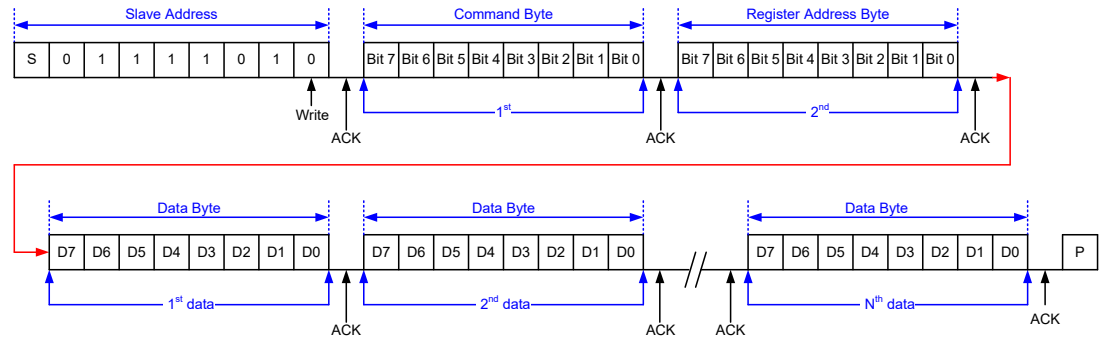 Slave Address Command Byte Register Address Byte
S 0 1 1 1 1 0 1 0 Bit 7 Bit 6 Bit 5 Bit 4 Bit 3 Bit 2 Bit 1 Bit 0 Bit 7 Bit 6 Bit 5 Bit 4 Bit 3 Bit 2 Bit 1 Bit 0
Write 1st 2nd
ACK ACK ACK
Data Byte Data Byte Data Byte
D7 D6 D5 D4 D3 D2 D1 D0 D7 D6 D5 D4 D3 D2 D1 D0 D7 D6 D5 D4 D3 D2 D1 D0 P
1st data 2nd data Nth data
ACK ACK ACK ACK